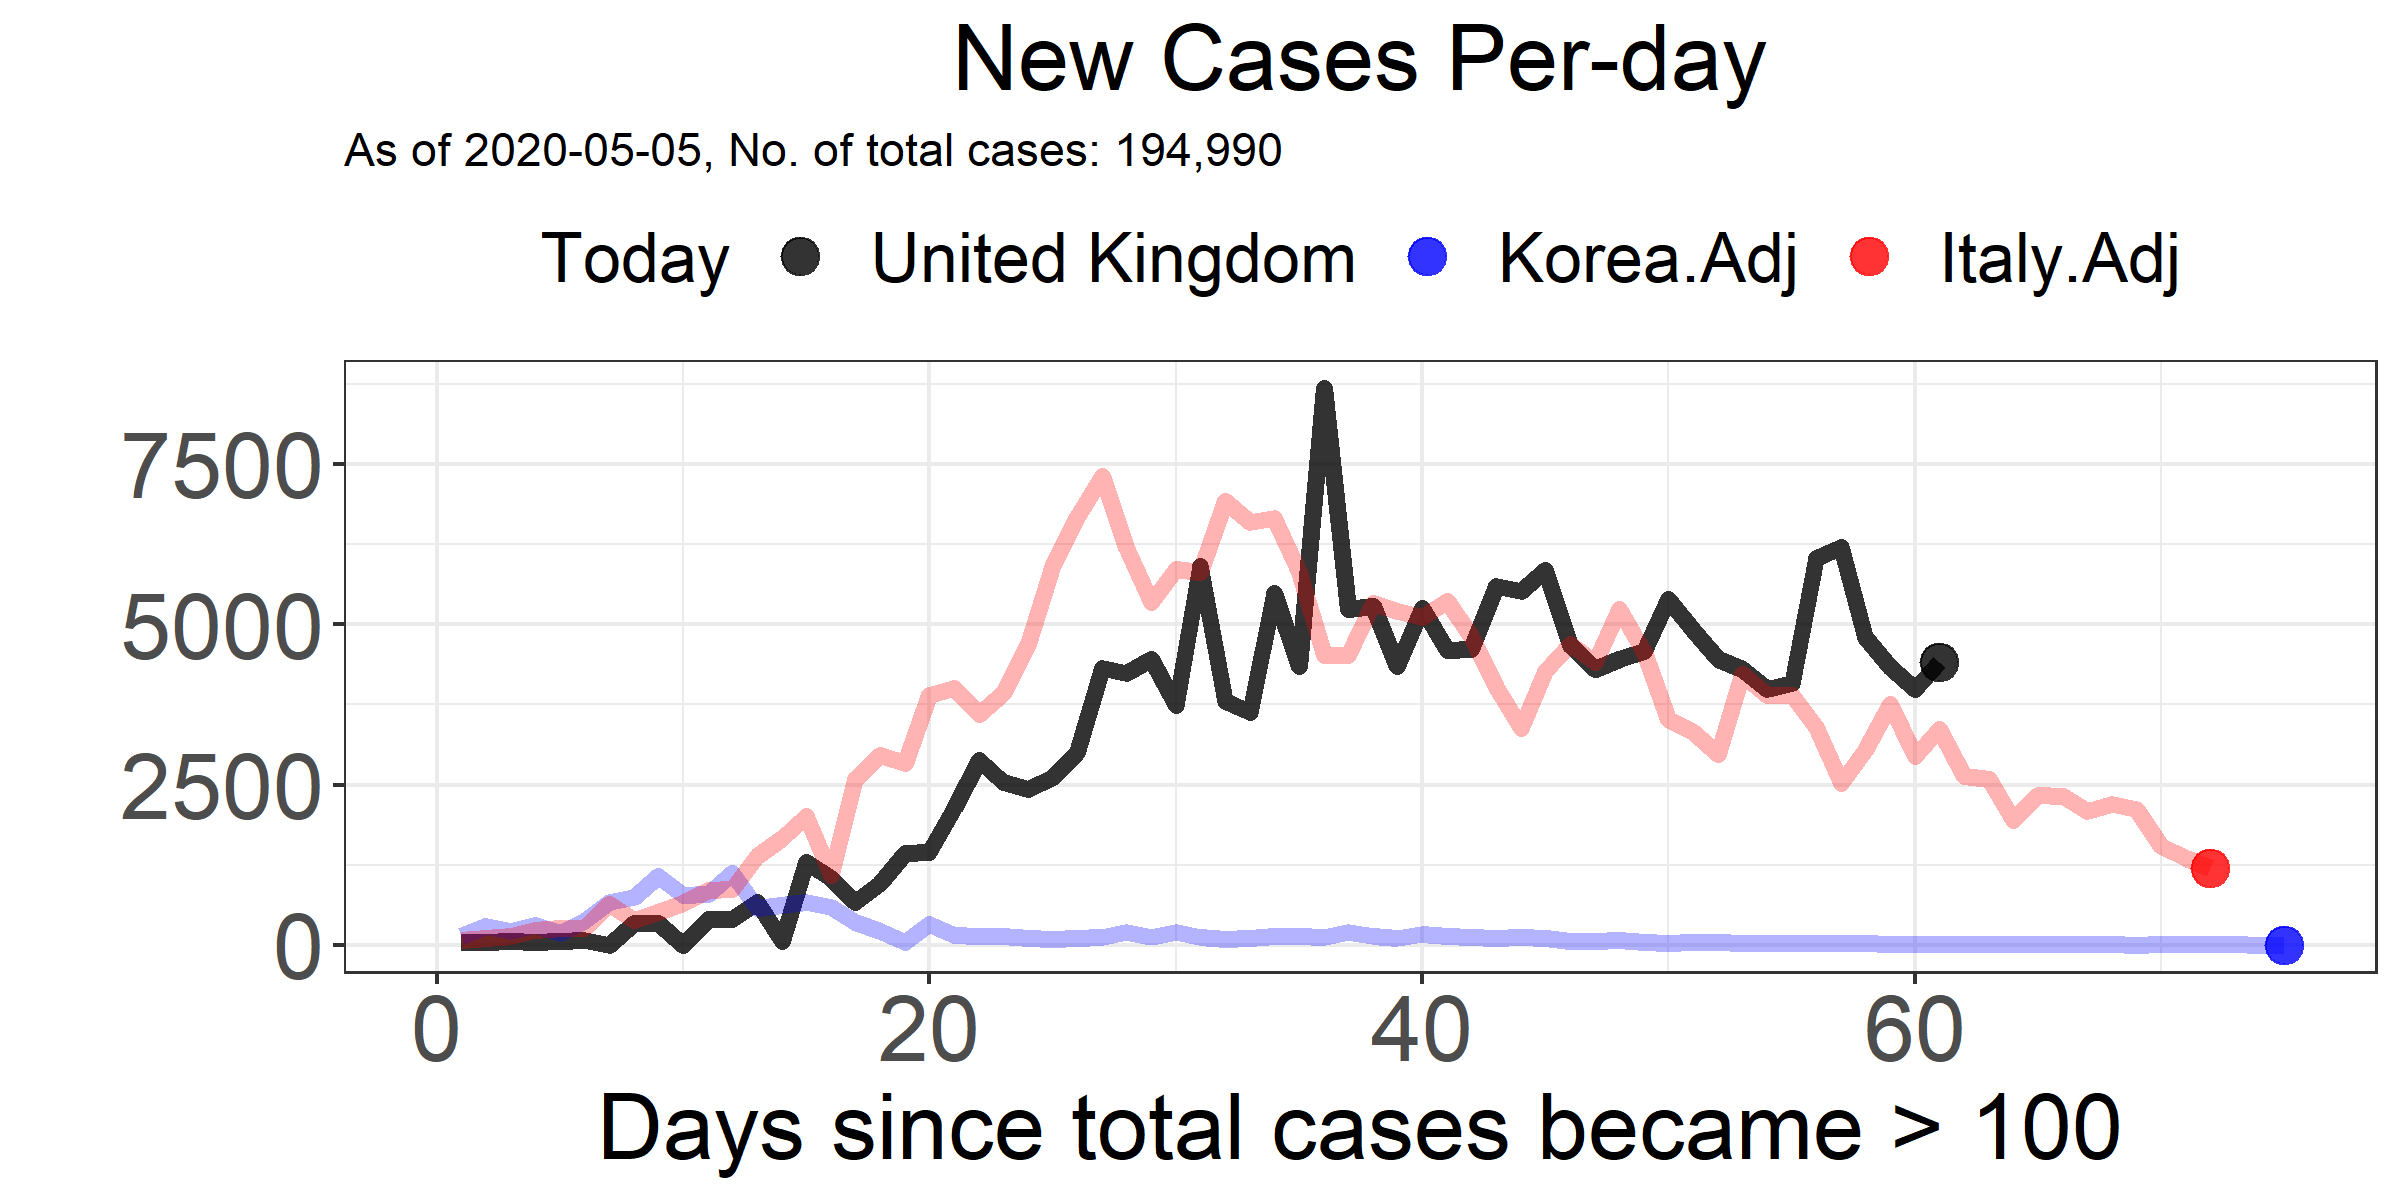 New Cases Per-day
As of 2020-05-05, No. of total cases: 194,990
Today United Kingdom Korea.Adj Italy.Adj
7500
5000
2500
0
0 20 40 60
Days since total cases became > 100